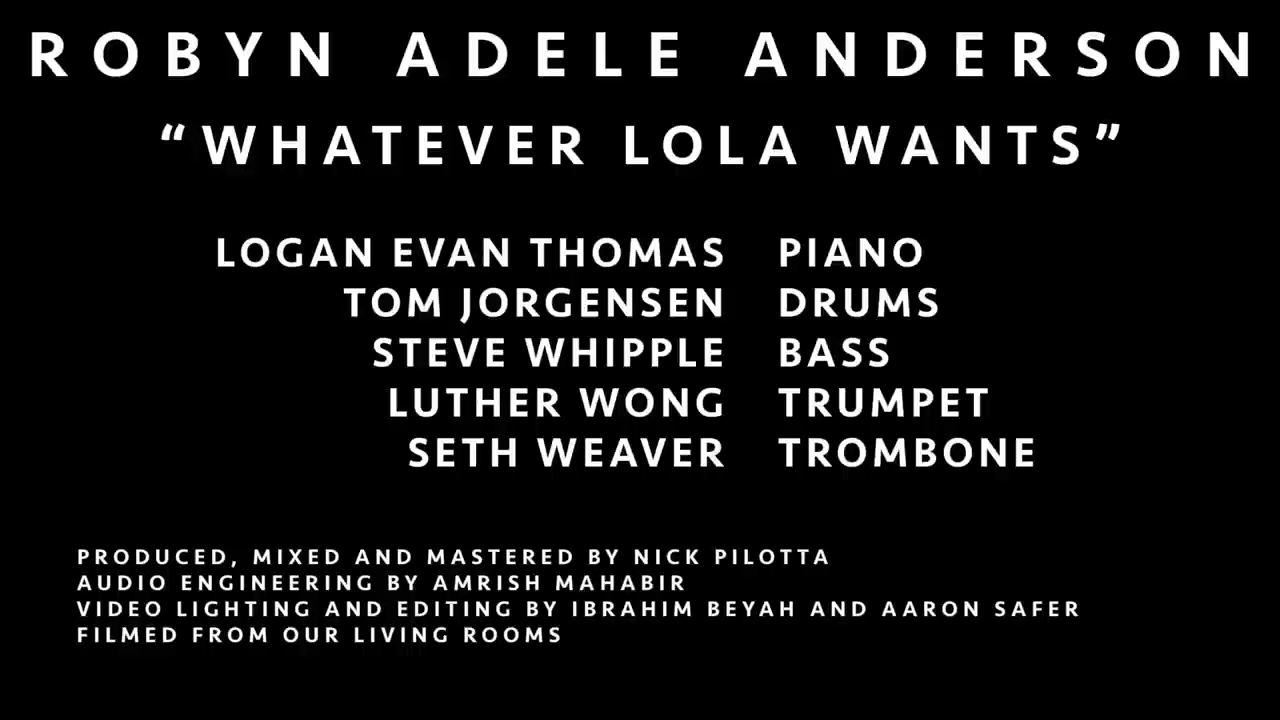 ROBYN ADELE ANDERSON
“WHATEVER LOLA WANTS”
LOGAN EVAN THOMAS PIANO
TOM JORGENSEN DRUMS
STEVE WHIPPLE BASS
LUTHER WONG TRUMPET
SETH WEAVER TROMBONE
PRODUCED, MIXED AND MASTERED BY NICK PILOTTA
AUDIO ENGINEERING BY AMRISH MAHABIR
VIDEO LIGHTING AND EDITING BY IBRAHIM BEYAH AND AARON SAFER
FILMED FROM OUR LIVING ROOMS